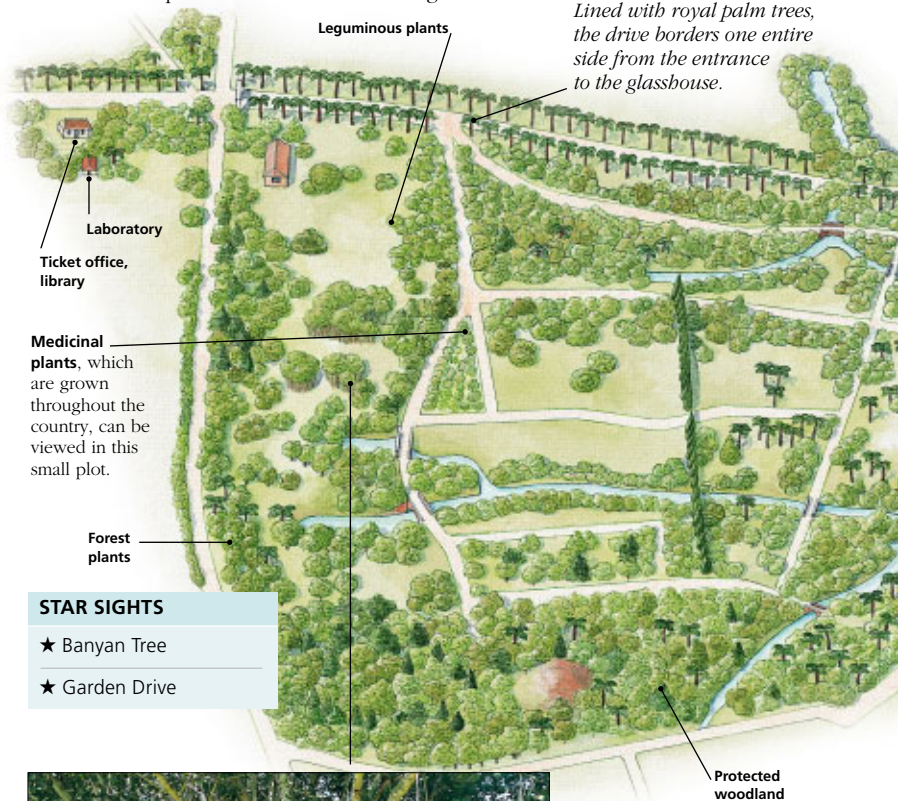 Leguminous plants
Lined with royal palm trees,
the drive borders one entire
side from the entrance
to the glasshouse.
Laboratory
Ticket office,
library
Medicinal
plants, which
are grown
throughout the
country, can be
viewed in this
small plot.
Forest
plants
STAR SIGHTS
★ Banyan Tree
★ Garden Drive
Protected
woodland